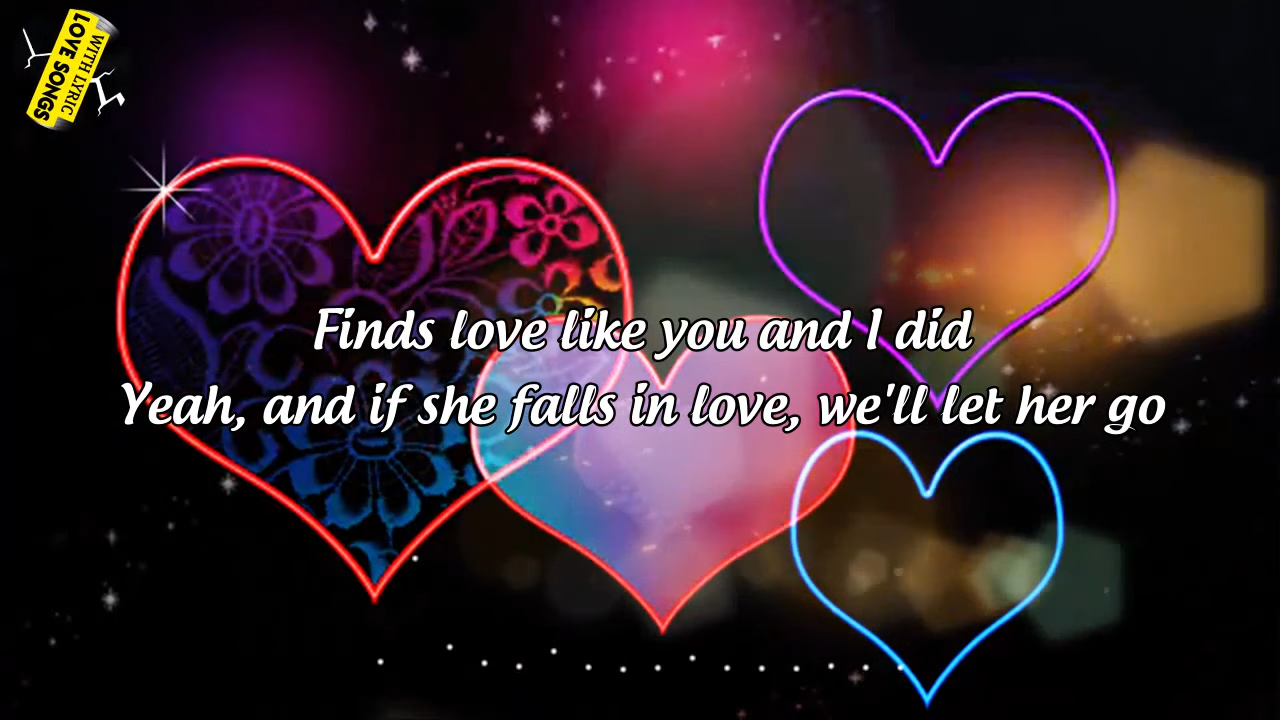 LOVE SONGS
WITH LYRIC
Finds love like you and I did
Yeah, and if she falls in love, we'll let her go